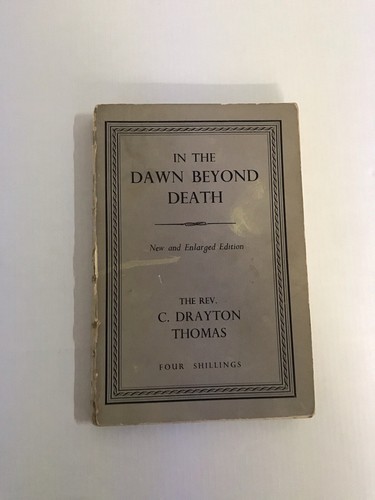 IN THE
DAWN BEYOND
DEATH
New and Enlarged Edition
THE REV.
C. DRAYTON
THOMAS
FOUR SHILLINGS